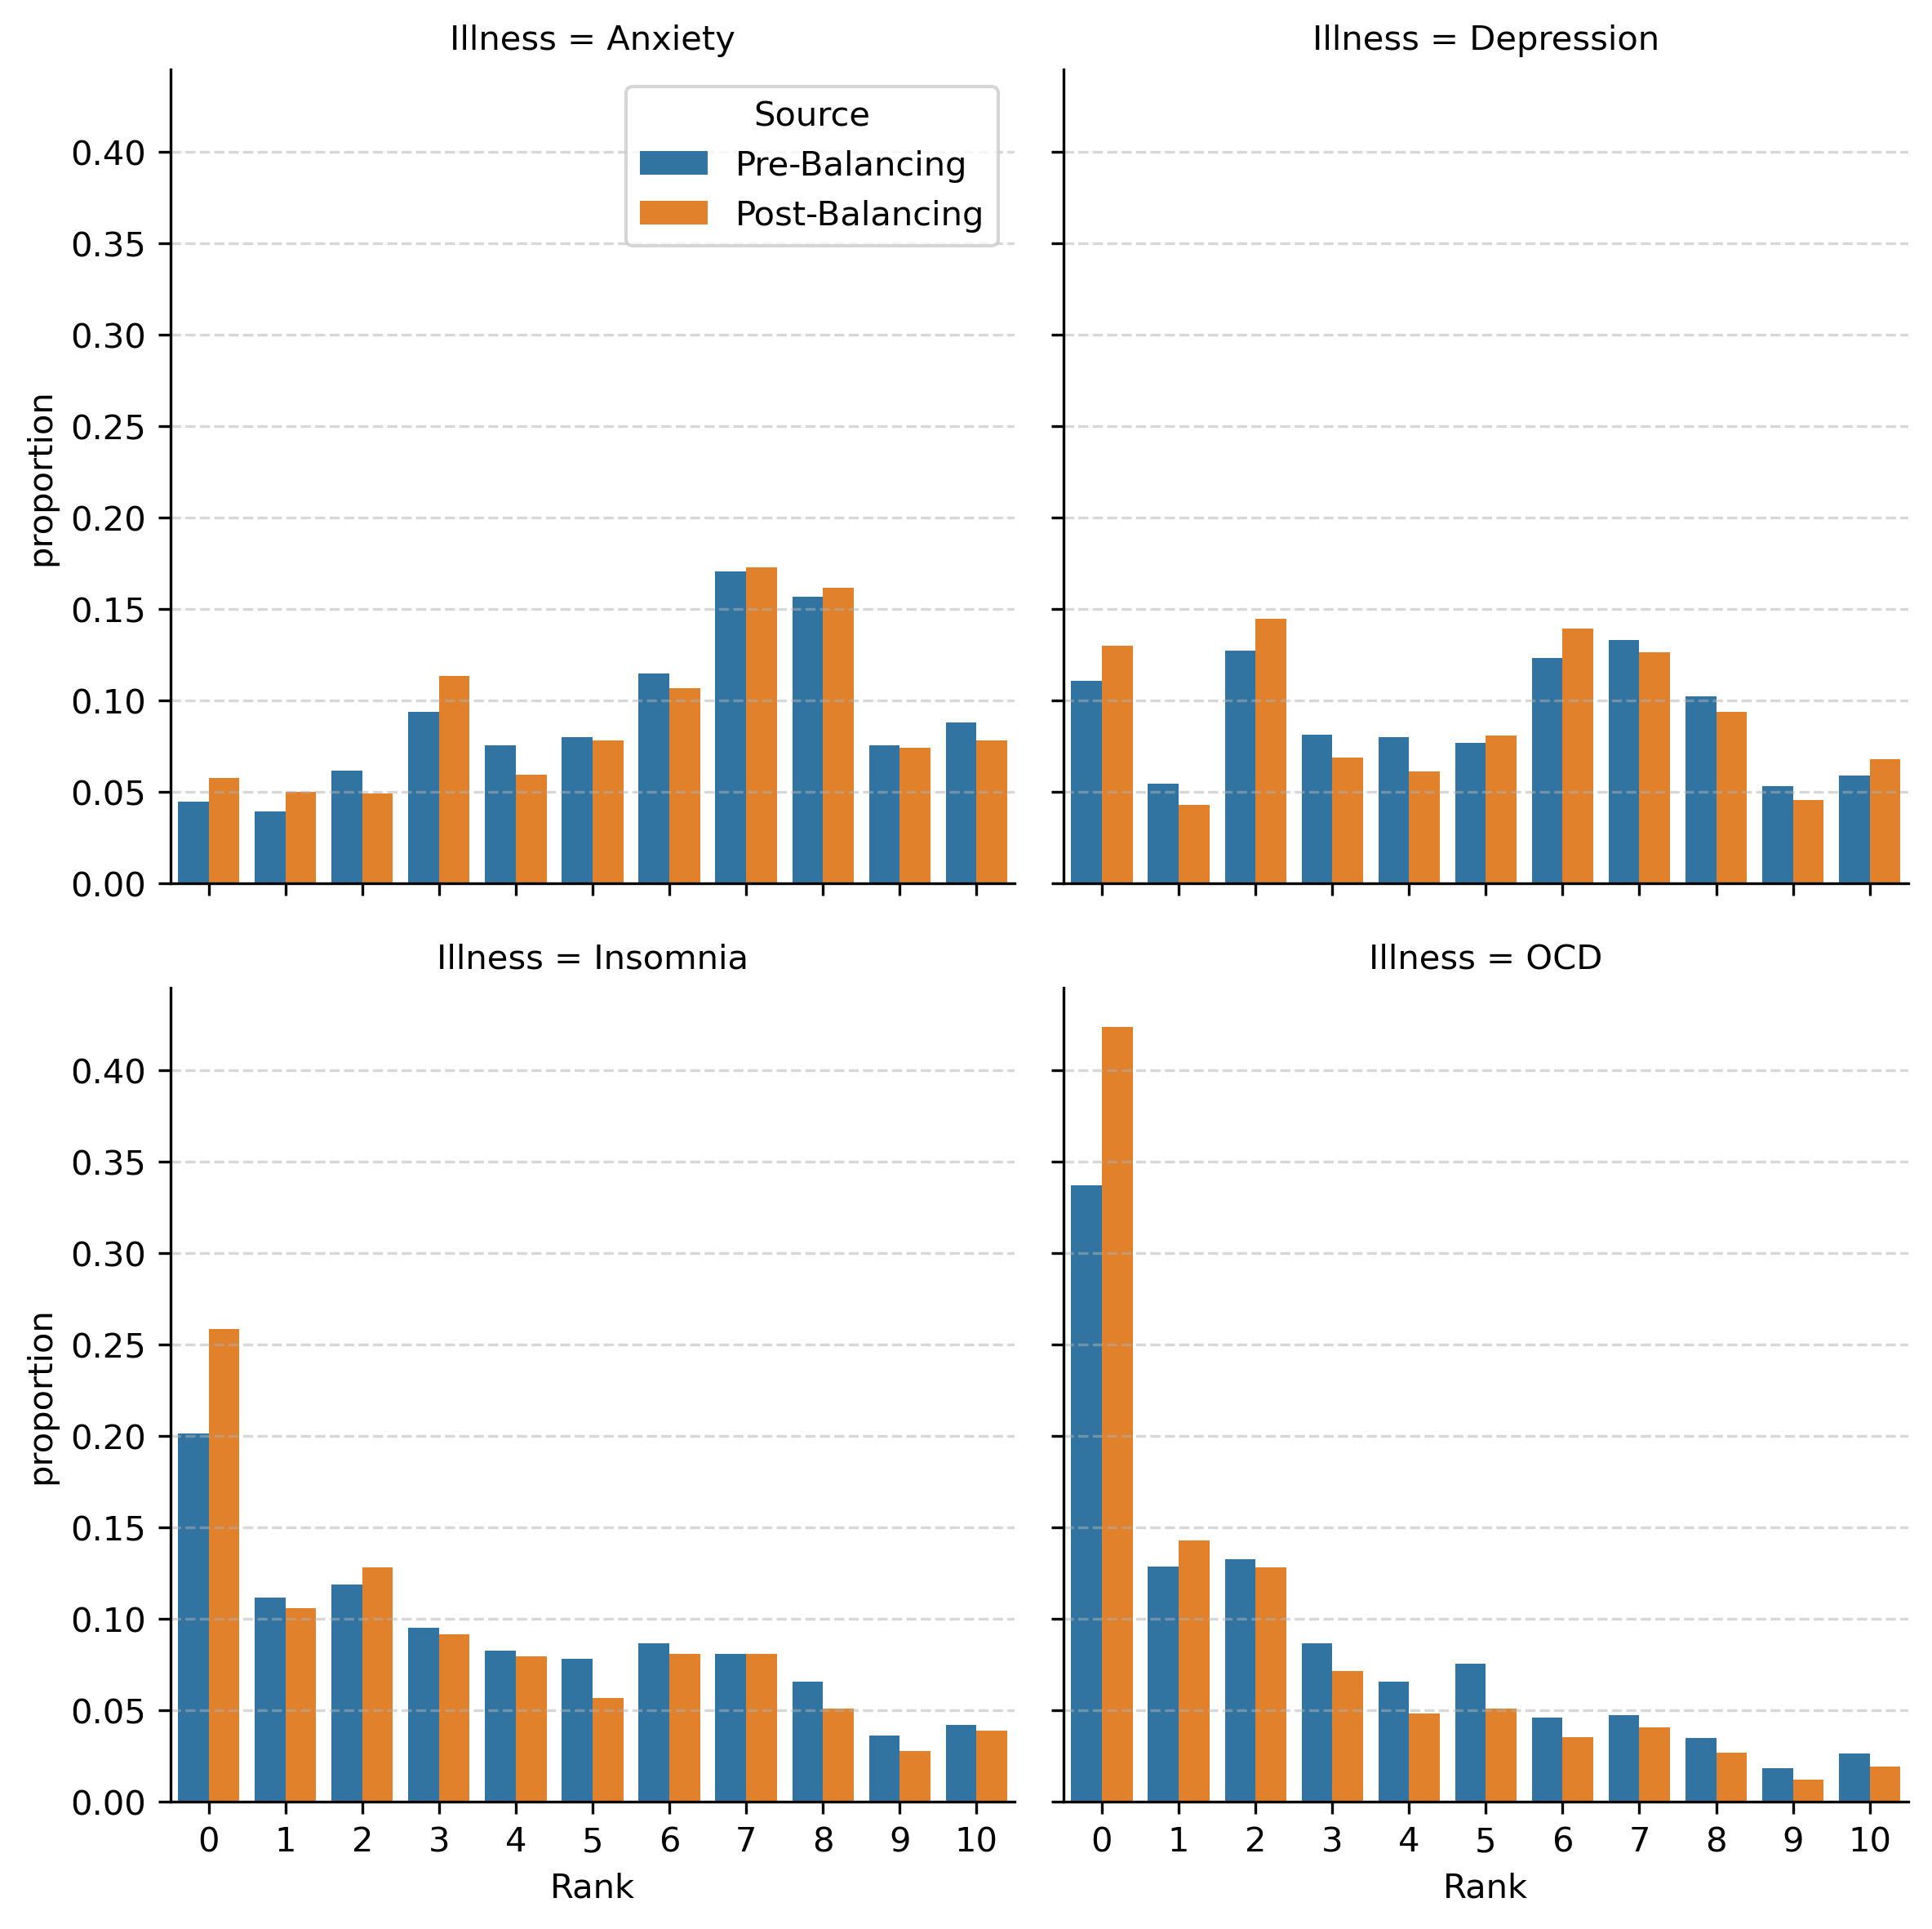 Illness = Anxiety
Illness = Depression
Source
Pre-Balancing
Post-Balancing
0.40
0.35
0.30
0.25
0.20
0.15
0.10
0.05
0.00
proportion
Illness = Insomnia
Illness = OCD
0.40
0.35
0.30
0.25
0.20
0.15
0.10
0.05
0.00
proportion
0 1 2 3 4 5 6 7 8 9 10
0 1 2 3 4 5 6 7 8 9 10
Rank
Rank